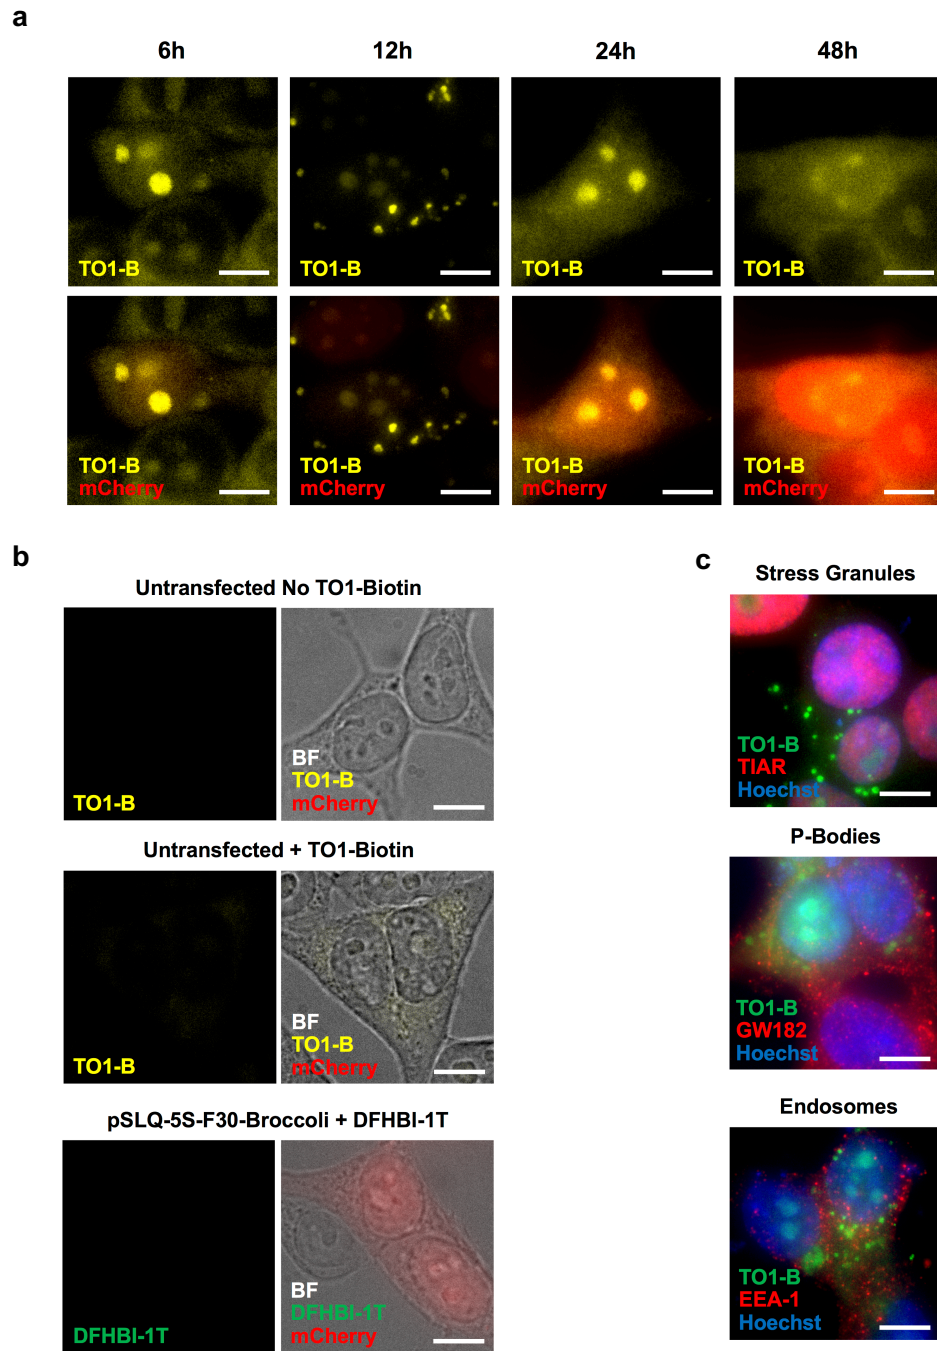 a
6h 12h 24h 48h
TO1-B TO1-B TO1-B TO1-B
TO1-B TO1-B TO1-B TO1-B
mCherry mCherry mCherry mCherry
b
Untransfected No TO1-Biotin
TO1-B
BF
TO1-B
mCherry
Untransfected + TO1-Biotin
TO1-B
BF
TO1-B
mCherry
pSLQ-5S-F30-Broccoli + DFHBI-1T
DFHBI-1T
BF
DFHBI-1T
mCherry
c
Stress Granules
TO1-B
TIAR
Hoechst
P-Bodies
TO1-B
GW182
Hoechst
Endosomes
TO1-B
EEA-1
Hoechst